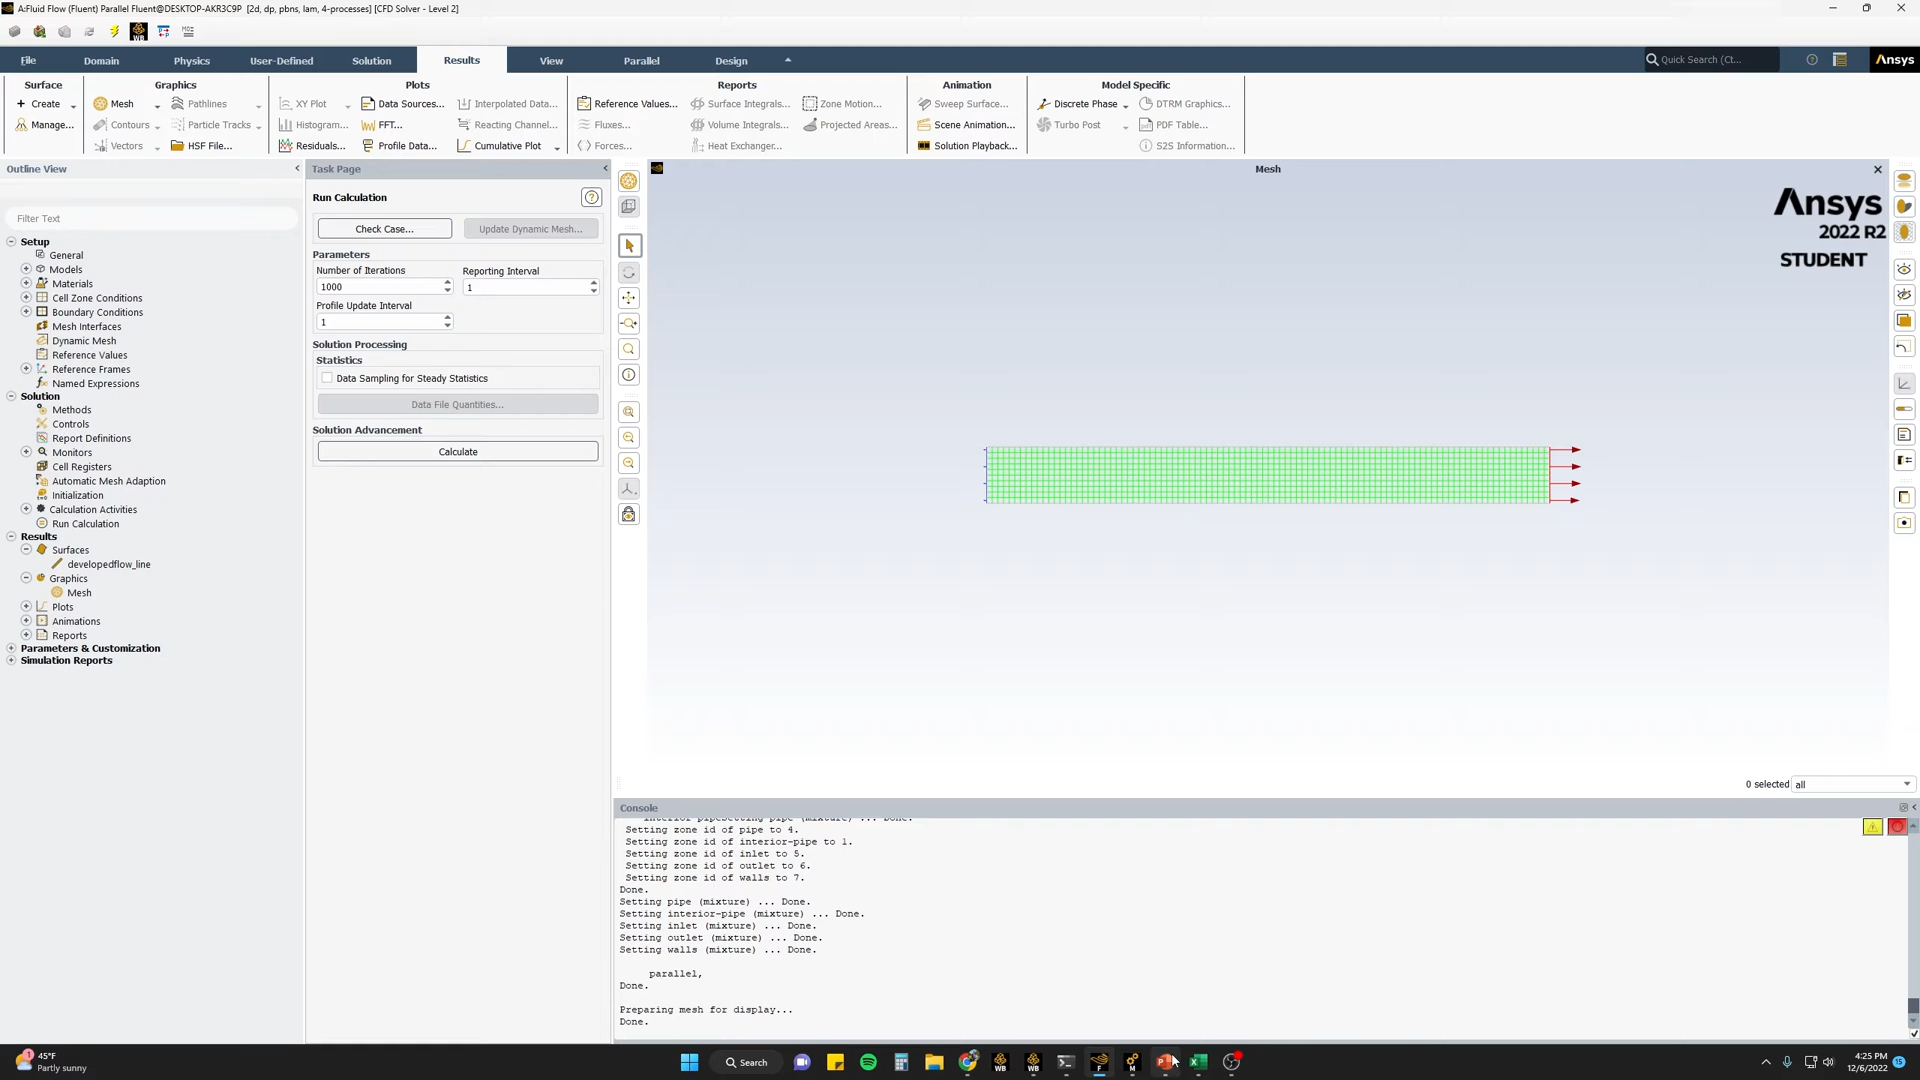 A:Fluid Flow (Fluent) Parallel Fluent@DESKTOP-AKR3C9P [2d, dp, pbns, lam, 4-processes] [CFD Solver - Level 2]
File Domain Physics User-Defined Solution Results View Parallel Design Quick Search (Ct... Ansys
Surface Graphics Plots Reports Animation Model Specific
Create Mesh Pathlines XY Plot Data Sources... Interpolated Data... Reference Values... Surface Integrals... Zone Motion... Sweep Surface... Discrete Phase DTRM Graphics...
Manage... Contours Particle Tracks Histogram... FFT... Reacting Channel... Fluxes... Volume Integrals... Projected Areas... Scene Animation... Turbo Post PDF Table...
Vectors HSF File... Residuals... Profile Data... Cumulative Plot Forces... Heat Exchanger... Solution Playback... S2S Information...
Outline View
Filter Text
Setup
General
Models
Materials
Cell Zone Conditions
Boundary Conditions
Mesh Interfaces
Dynamic Mesh
Reference Values
Reference Frames
Named Expressions
Solution
Methods
Controls
Report Definitions
Monitors
Cell Registers
Automatic Mesh Adaption
Initialization
Calculation Activities
Run Calculation
Results
Surfaces
developedflow_line
Graphics
Mesh
Plots
Animations
Reports
Parameters & Customization
Simulation Reports
Task Page
Run Calculation
Check Case... Update Dynamic Mesh...
Parameters
Number of Iterations Reporting Interval
1000 1
Profile Update Interval
1
Solution Processing
Statistics
Data Sampling for Steady Statistics
Data File Quantities...
Solution Advancement
Calculate
Mesh
Ansys
2022 R2
STUDENT
0 selected all
Console
interior pipeSetting pipe (mixture) ... Done.
Setting zone id of pipe to 4.
Setting zone id of interior-pipe to 1.
Setting zone id of inlet to 5.
Setting zone id of outlet to 6.
Setting zone id of walls to 7.
Done.
Setting pipe (mixture) ... Done.
Setting interior-pipe (mixture) ... Done.
Setting inlet (mixture) ... Done.
Setting outlet (mixture) ... Done.
Setting walls (mixture) ... Done.
parallel,
Done.
Preparing mesh for display...
Done.
45°F
Partly sunny
Search
4:25 PM
12/6/2022